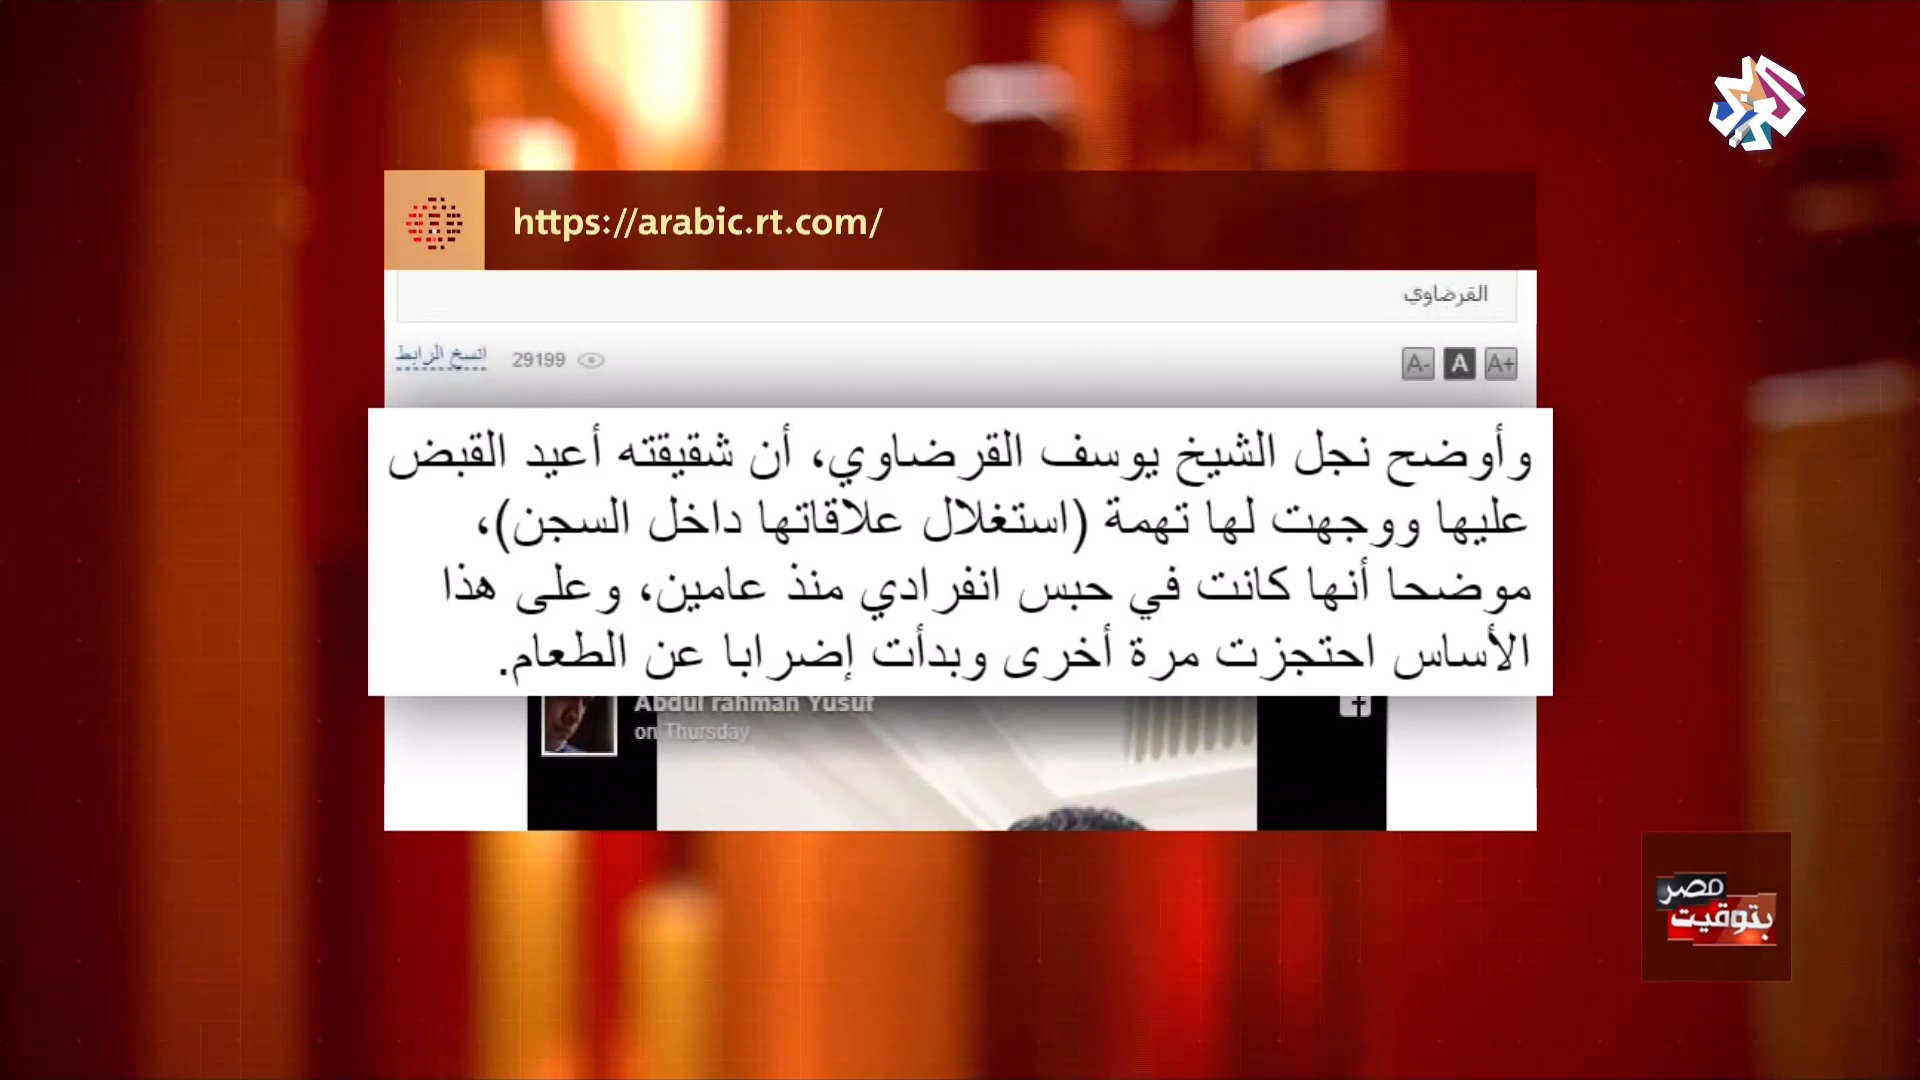 https://arabic.rt.com/
القرضاوي
A- A A+
29199
انسخ الرابط
وأوضح نجل الشيخ يوسف القرضاوي، أن شقيقته أعيد القبض
عليها ووجهت لها تهمة (استغلال علاقاتها داخل السجن)،
موضحا أنها كانت في حبس انفرادي منذ عامين، وعلى هذا
الأساس احتجزت مرة أخرى وبدأت إضرابا عن الطعام.
Abdul rahman Yusuf
on Thursday
مصر
بتوقيت